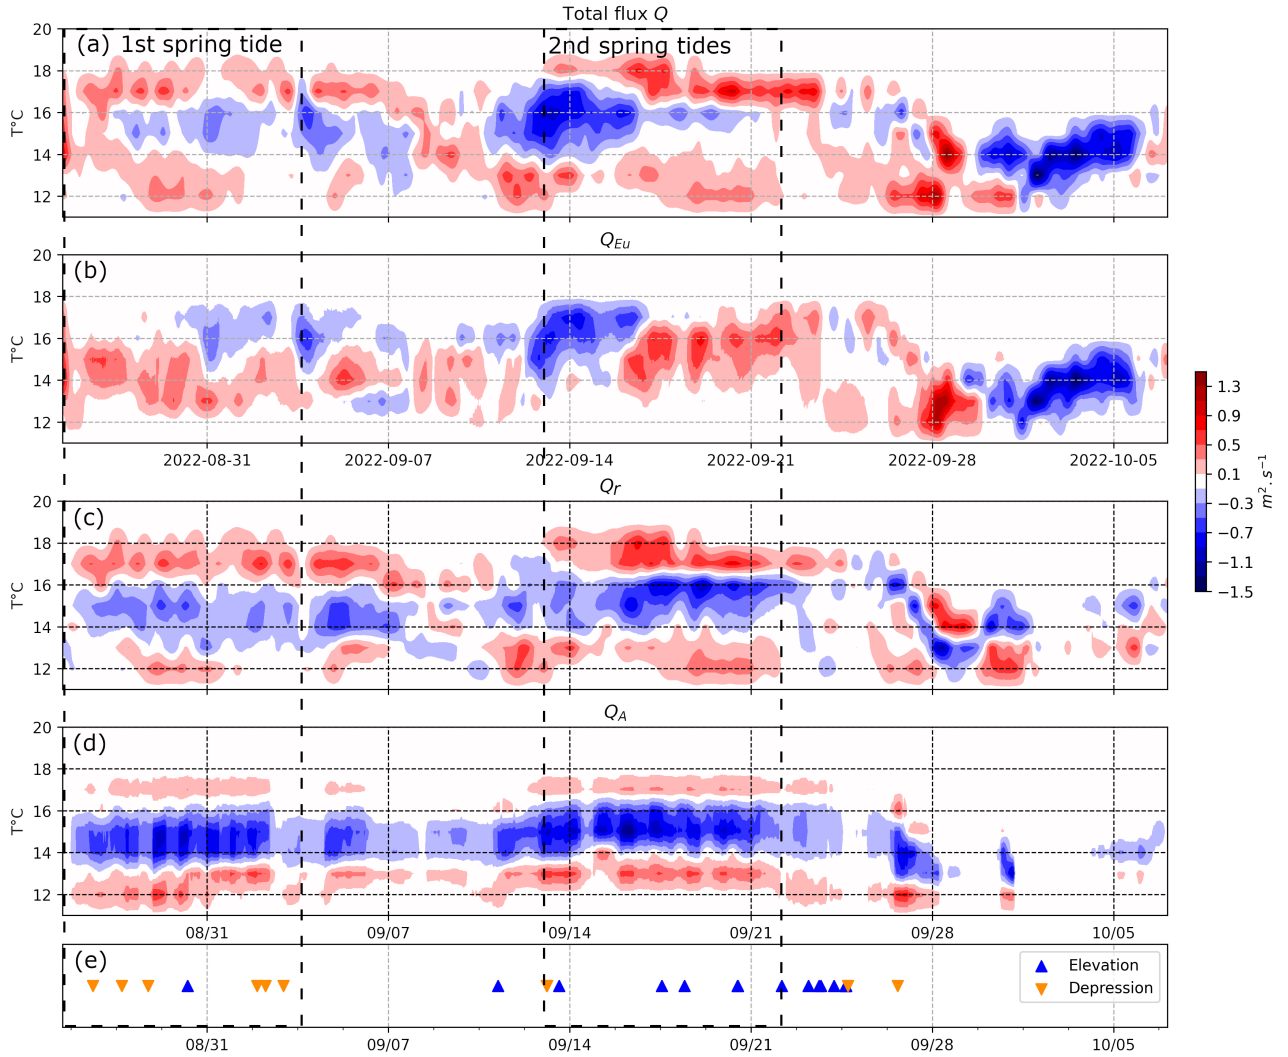 Total flux Q
(a) 1st spring tide
2nd spring tides
20
18
16
14
12
T°C
Q_Eu
(b)
20
18
16
14
12
T°C
2022-08-31
2022-09-07
2022-09-14
2022-09-21
2022-09-28
2022-10-05
1.3
0.9
0.5
0.1
−0.3
−0.7
−1.1
−1.5
m².s⁻¹
Q_r
(c)
20
18
16
14
12
T°C
Q_A
(d)
20
18
16
14
12
T°C
08/31
09/07
09/14
09/21
09/28
10/05
(e)
Elevation
Depression
08/31
09/07
09/14
09/21
09/28
10/05